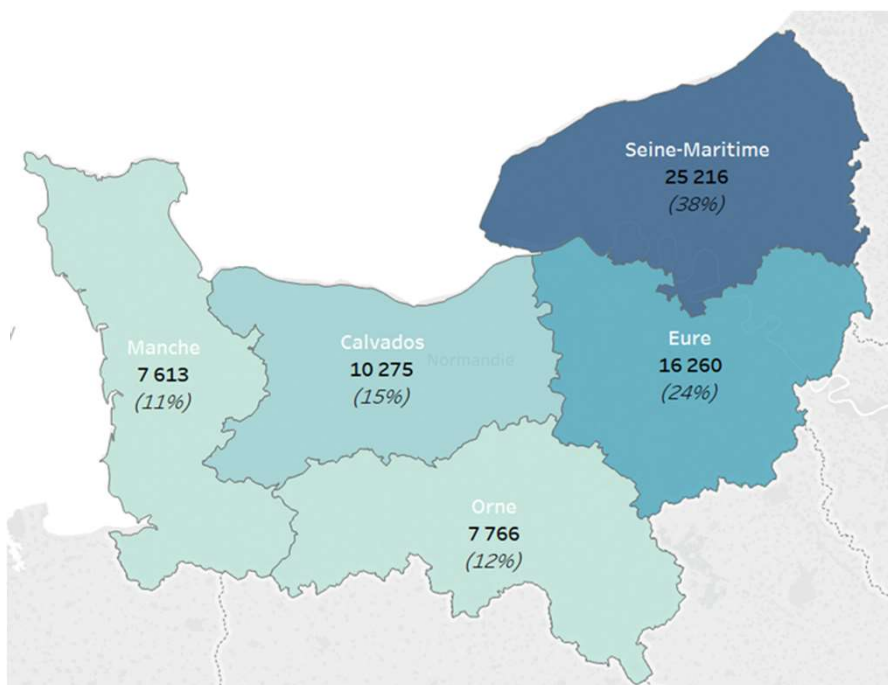 Seine-Maritime
25 216
(38%)
Manche
7 613
(11%)
Calvados
Normandie
10 275
(15%)
Eure
16 260
(24%)
Orne
7 766
(12%)